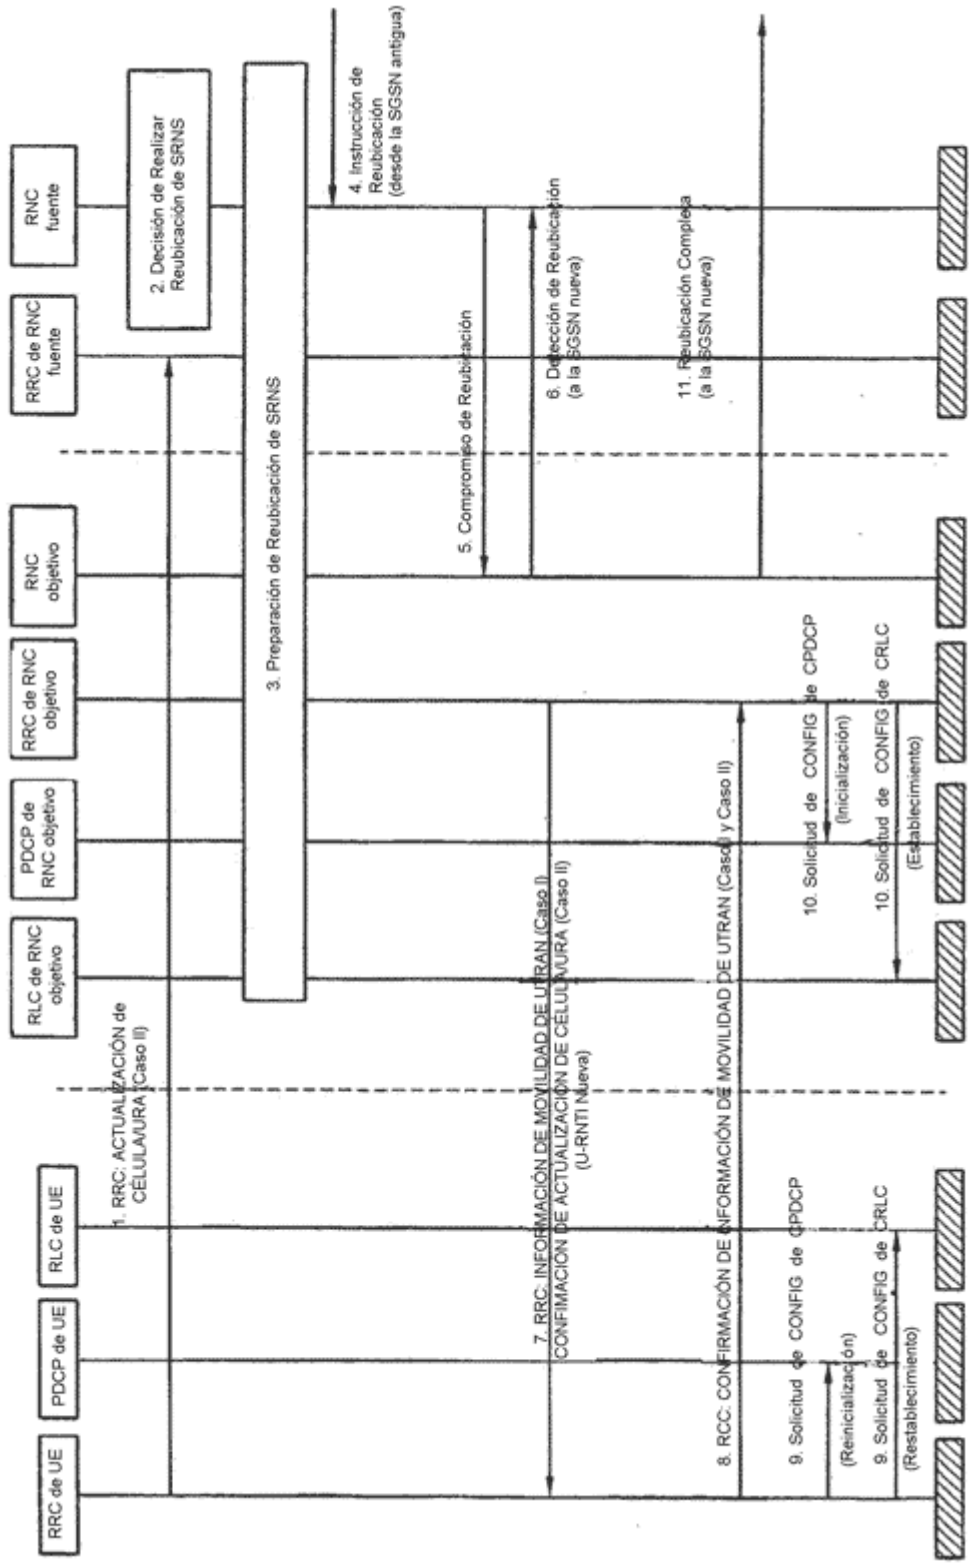 RRC de UE
PDCP de UE
RLC de UE
RLC de RNC
objetivo
PDCP de
RNC objetivo
RRC de RNC
objetivo
RNC
objetivo
RRC de RNC
fuente
RNC
fuente
1. RRC: ACTUALIZACIÓN de
CÉLULA/URA (Caso II)
2. Decisión de Realizar
Reubicación de SRNS
3. Preparación de Reubicación de SRNS
4. Instrucción de
Reubicación
(desde la SGSN antigua)
5. Compromiso de Reubicación
6. Detección de Reubicación
(a la SGSN nueva)
7. RRC: INFORMACIÓN DE MOVILIDAD DE UTRAN (Caso I)
CONFIMACIÓN DE ACTUALIZACIÓN DE CÉLULA/URA (Caso II)
(U-RNTI Nueva)
8. RCC: CONFIRMACIÓN DE INFORMACIÓN DE MOVILIDAD DE UTRAN (Caso I y Caso II)
11. Reubicación Completa
(a la SGSN nueva)
9. Solicitud de CONFIG de CPDCP
(Reinicialización)
9. Solicitud de CONFIG de CRLC
(Restablecimiento)
10. Solicitud de CONFIG de CPDCP
(Inicialización)
10. Solicitud de CONFIG de CRLC
(Establecimiento)